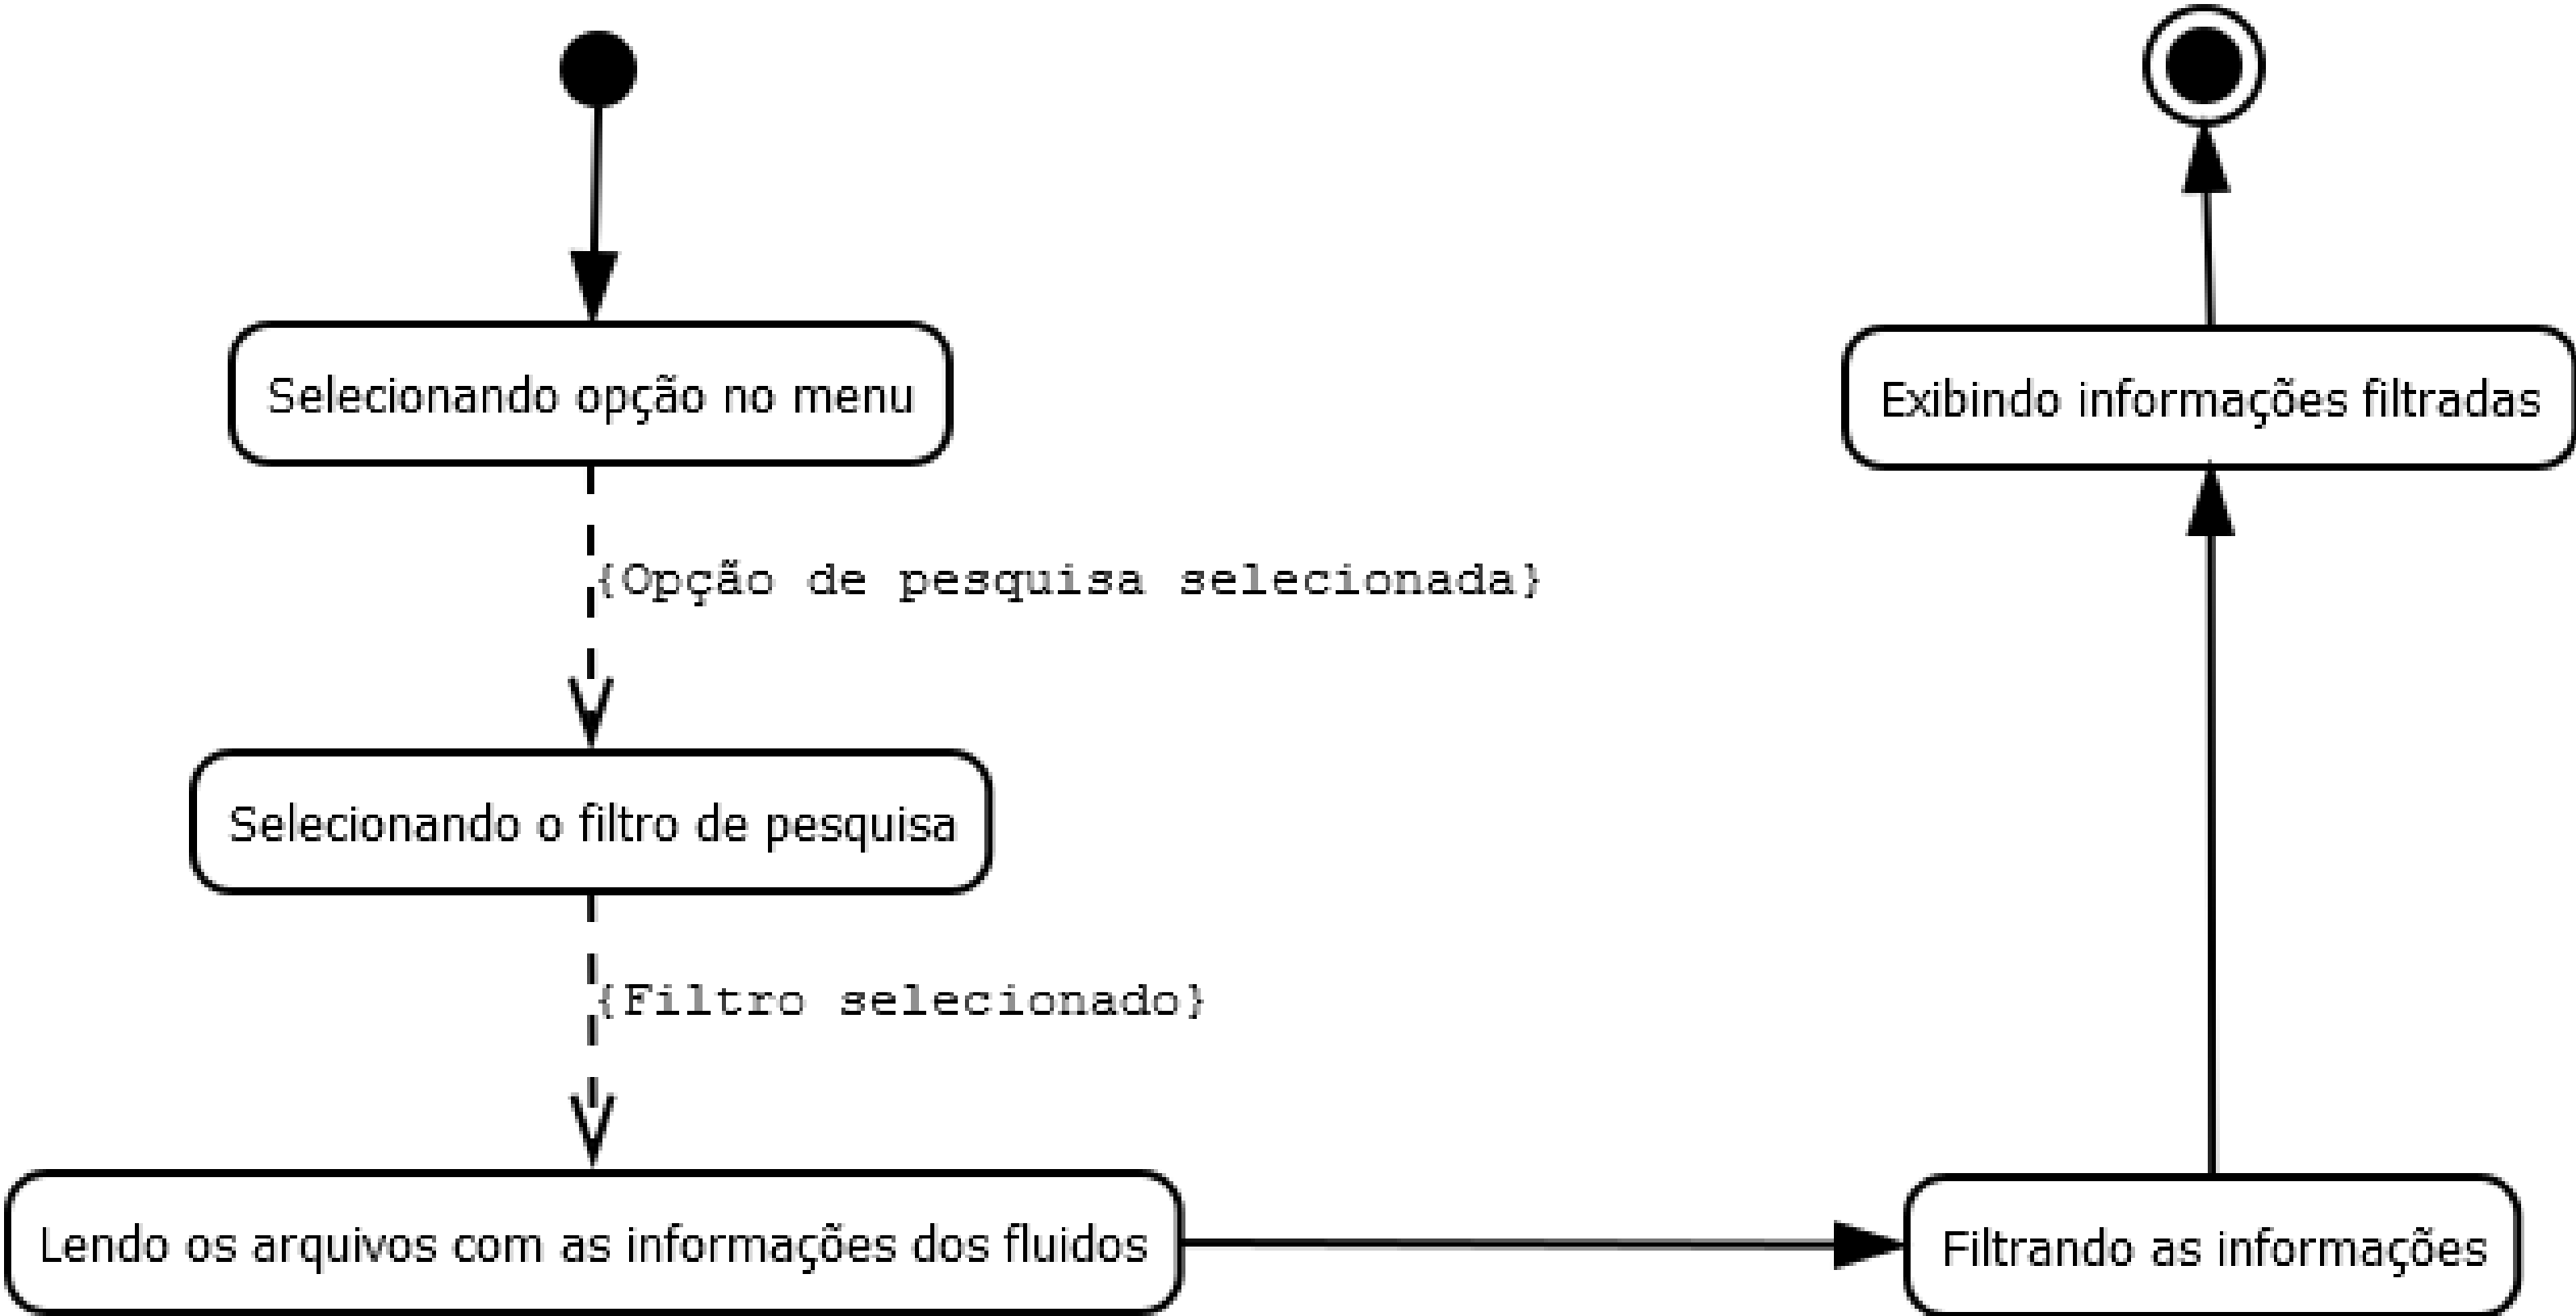 Selecionando opção no menu
{Opção de pesquisa selecionada}
Selecionando o filtro de pesquisa
{Filtro selecionado}
Lendo os arquivos com as informações dos fluidos
Filtrando as informações
Exibindo informações filtradas